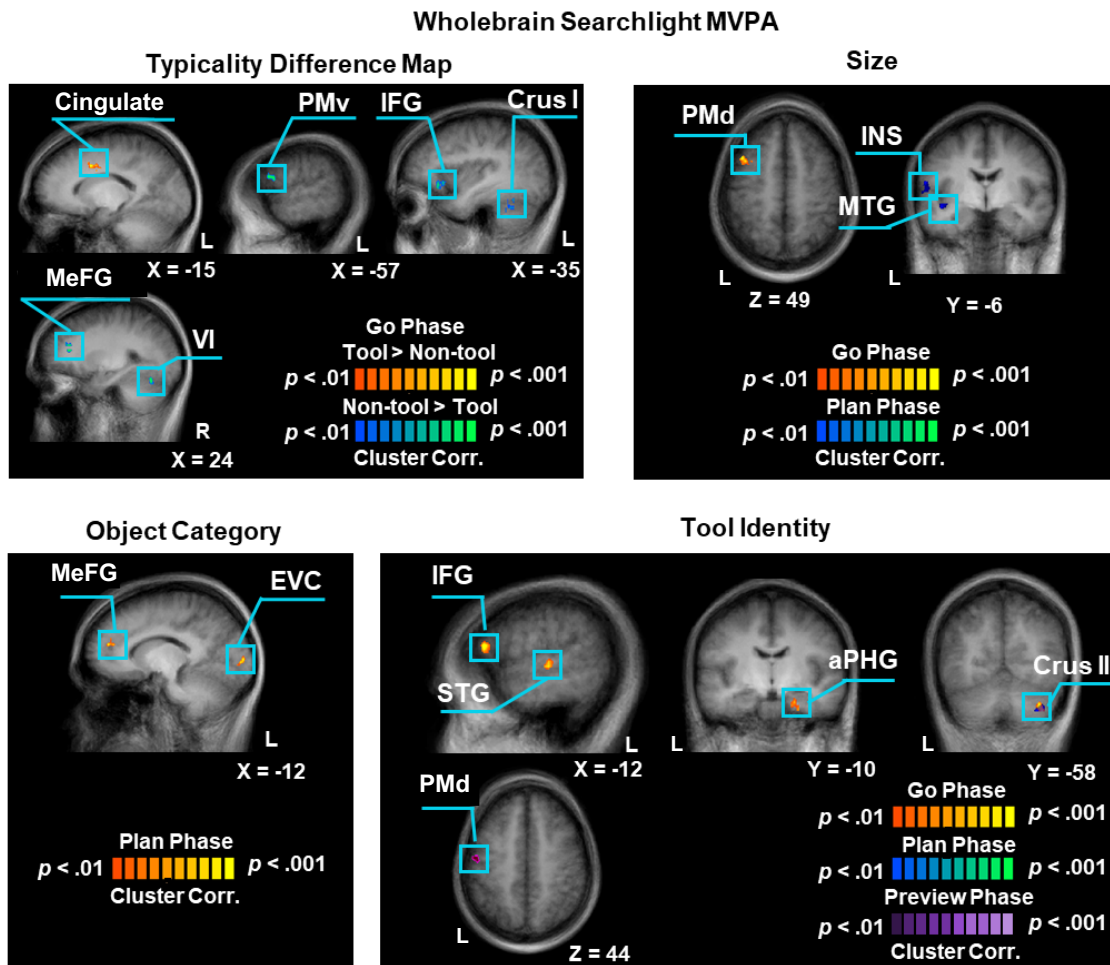 Wholebrain Searchlight MVPA
Typicality Difference Map
Cingulate
PMv
IFG
Crus I
L
X = -15
L
X = -57
L
X = -35
MeFG
VI
R
X = 24
Go Phase
Tool > Non-tool
p < .01
p < .001
Non-tool > Tool
p < .01
p < .001
Cluster Corr.
Size
PMd
INS
MTG
L
Z = 49
L
Y = -6
Go Phase
p < .01
p < .001
Plan Phase
p < .01
p < .001
Cluster Corr.
Object Category
MeFG
EVC
L
X = -12
Plan Phase
p < .01
p < .001
Cluster Corr.
Tool Identity
IFG
STG
L
X = -12
aPHG
L
Y = -10
Crus II
L
Y = -58
PMd
L
Z = 44
Go Phase
p < .01
p < .001
Plan Phase
p < .01
p < .001
Preview Phase
p < .01
p < .001
Cluster Corr.